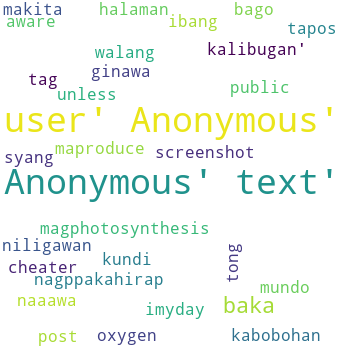 makita halaman bago
aware ibang tapos
walang kalibugan'
tag ginawa
unless public
user' Anonymous'
maproduce screenshot
syang
Anonymous' text'
magphotosynthesis
niligawan kundi tong
cheater
nagppakahirap mundo
naaawa imyday baka
post oxygen kabobohan